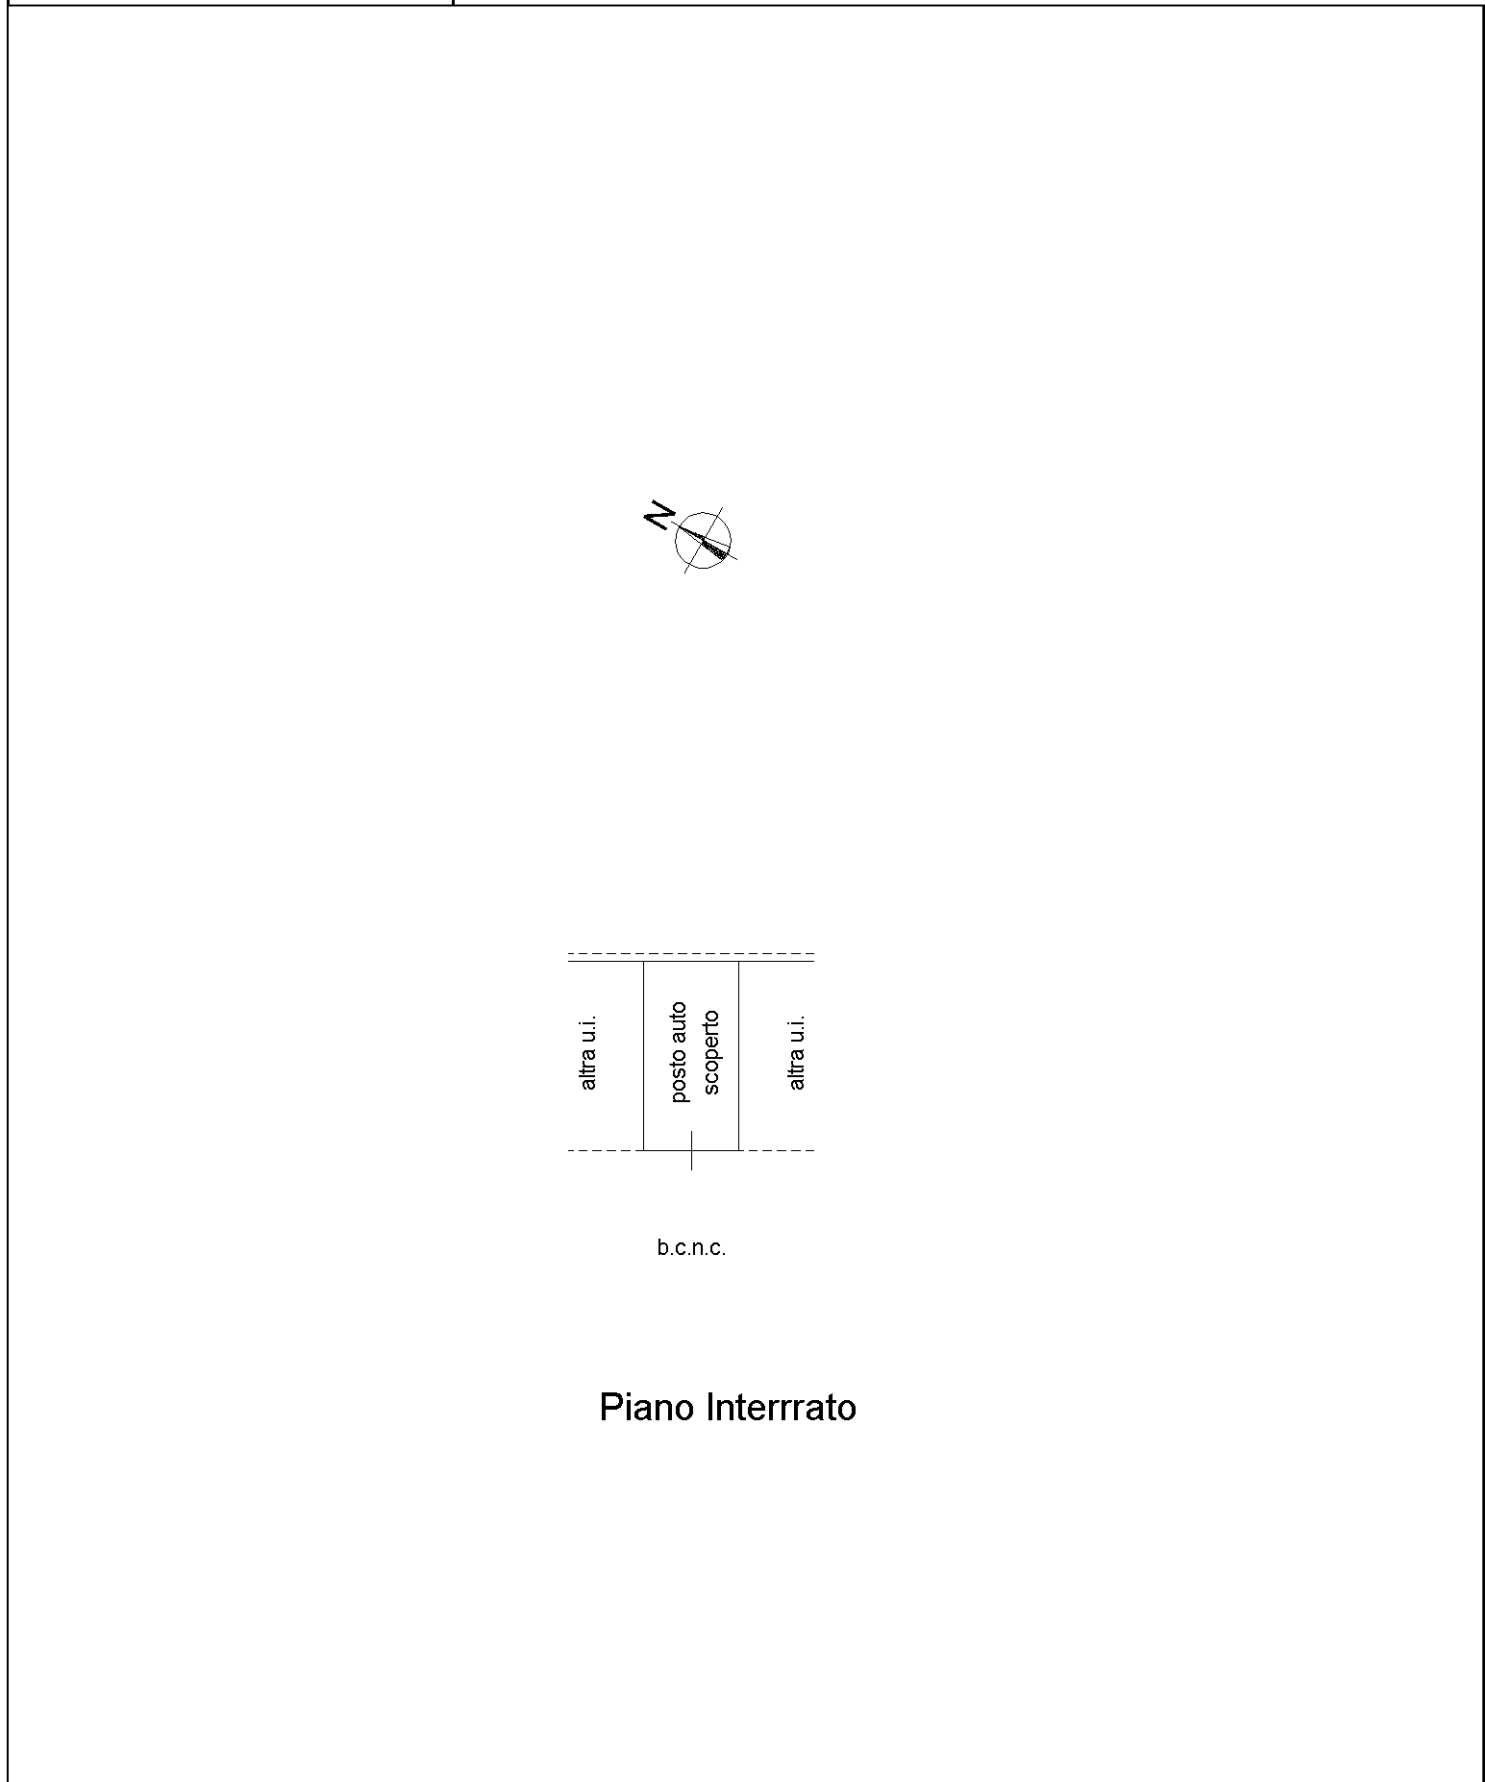 N
altra u.i.
posto auto
scoperto
altra u.i.
b.c.n.c.
Piano Interrrato